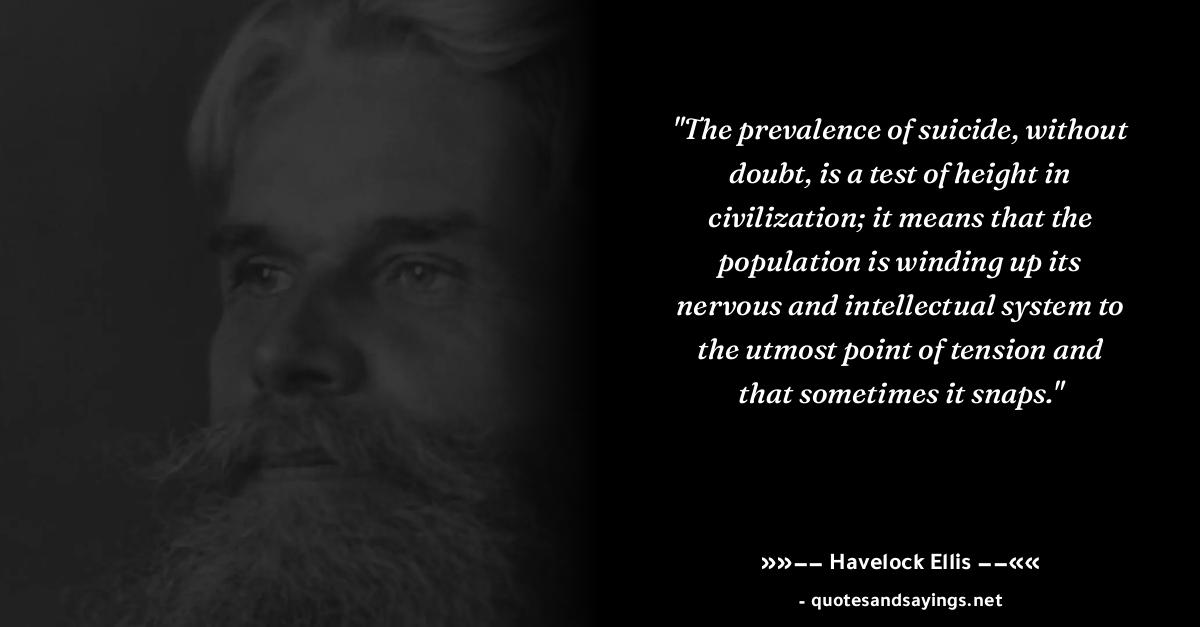 "The prevalence of suicide, without
doubt, is a test of height in
civilization; it means that the
population is winding up its
nervous and intellectual system to
the utmost point of tension and
that sometimes it snaps."
»»−− Havelock Ellis −−««
- quotesandsayings.net